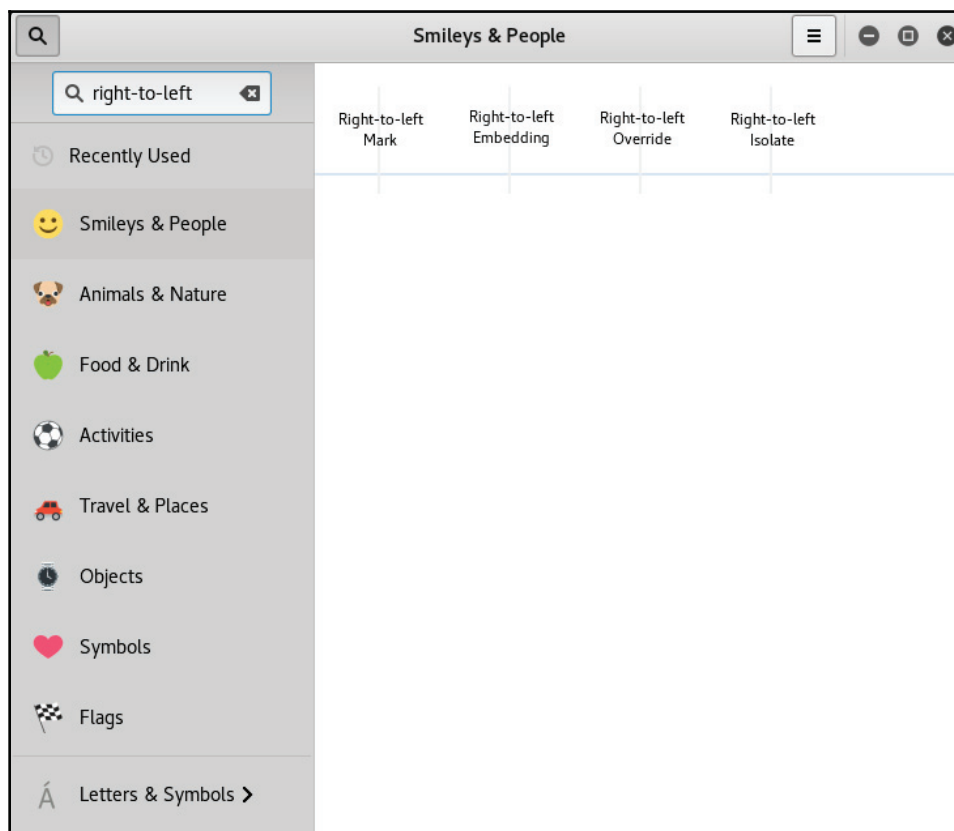 Smileys & People
right-to-left
Recently Used
Smileys & People
Animals & Nature
Food & Drink
Activities
Travel & Places
Objects
Symbols
Flags
Á Letters & Symbols
Right-to-left
Mark
Right-to-left
Embedding
Right-to-left
Override
Right-to-left
Isolate